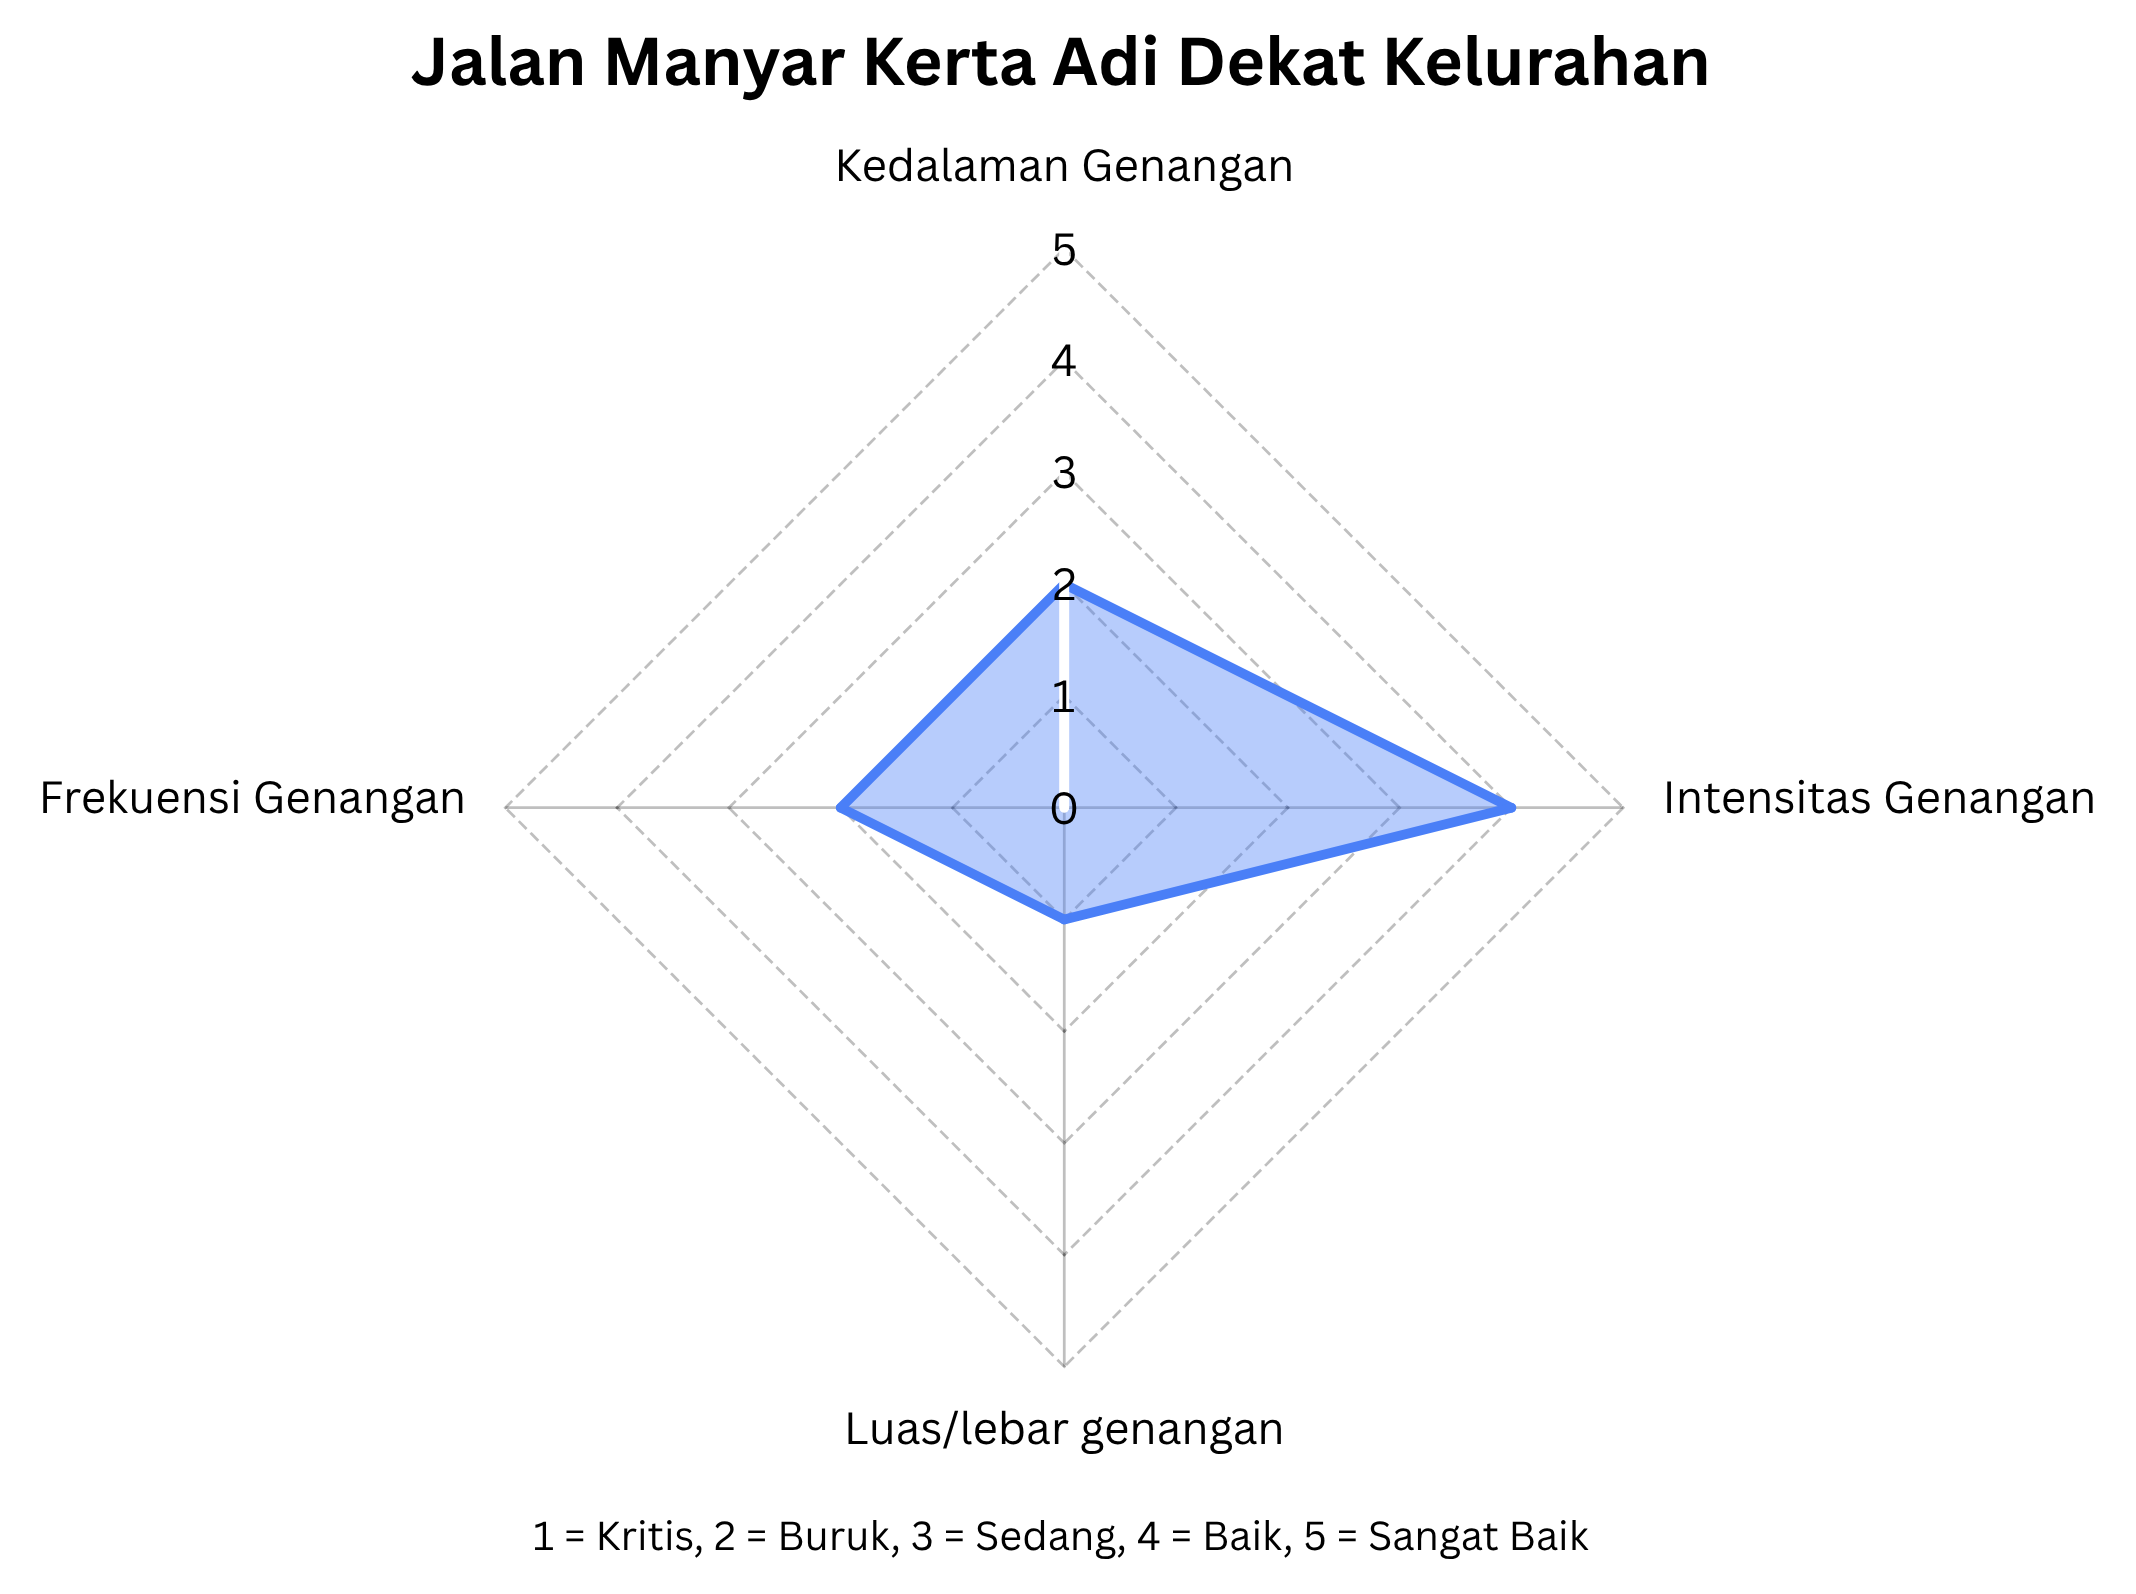 Jalan Manyar Kerta Adi Dekat Kelurahan
Kedalaman Genangan
5
4
3
2
1
0
Frekuensi Genangan
Intensitas Genangan
Luas/lebar genangan
1 = Kritis, 2 = Buruk, 3 = Sedang, 4 = Baik, 5 = Sangat Baik